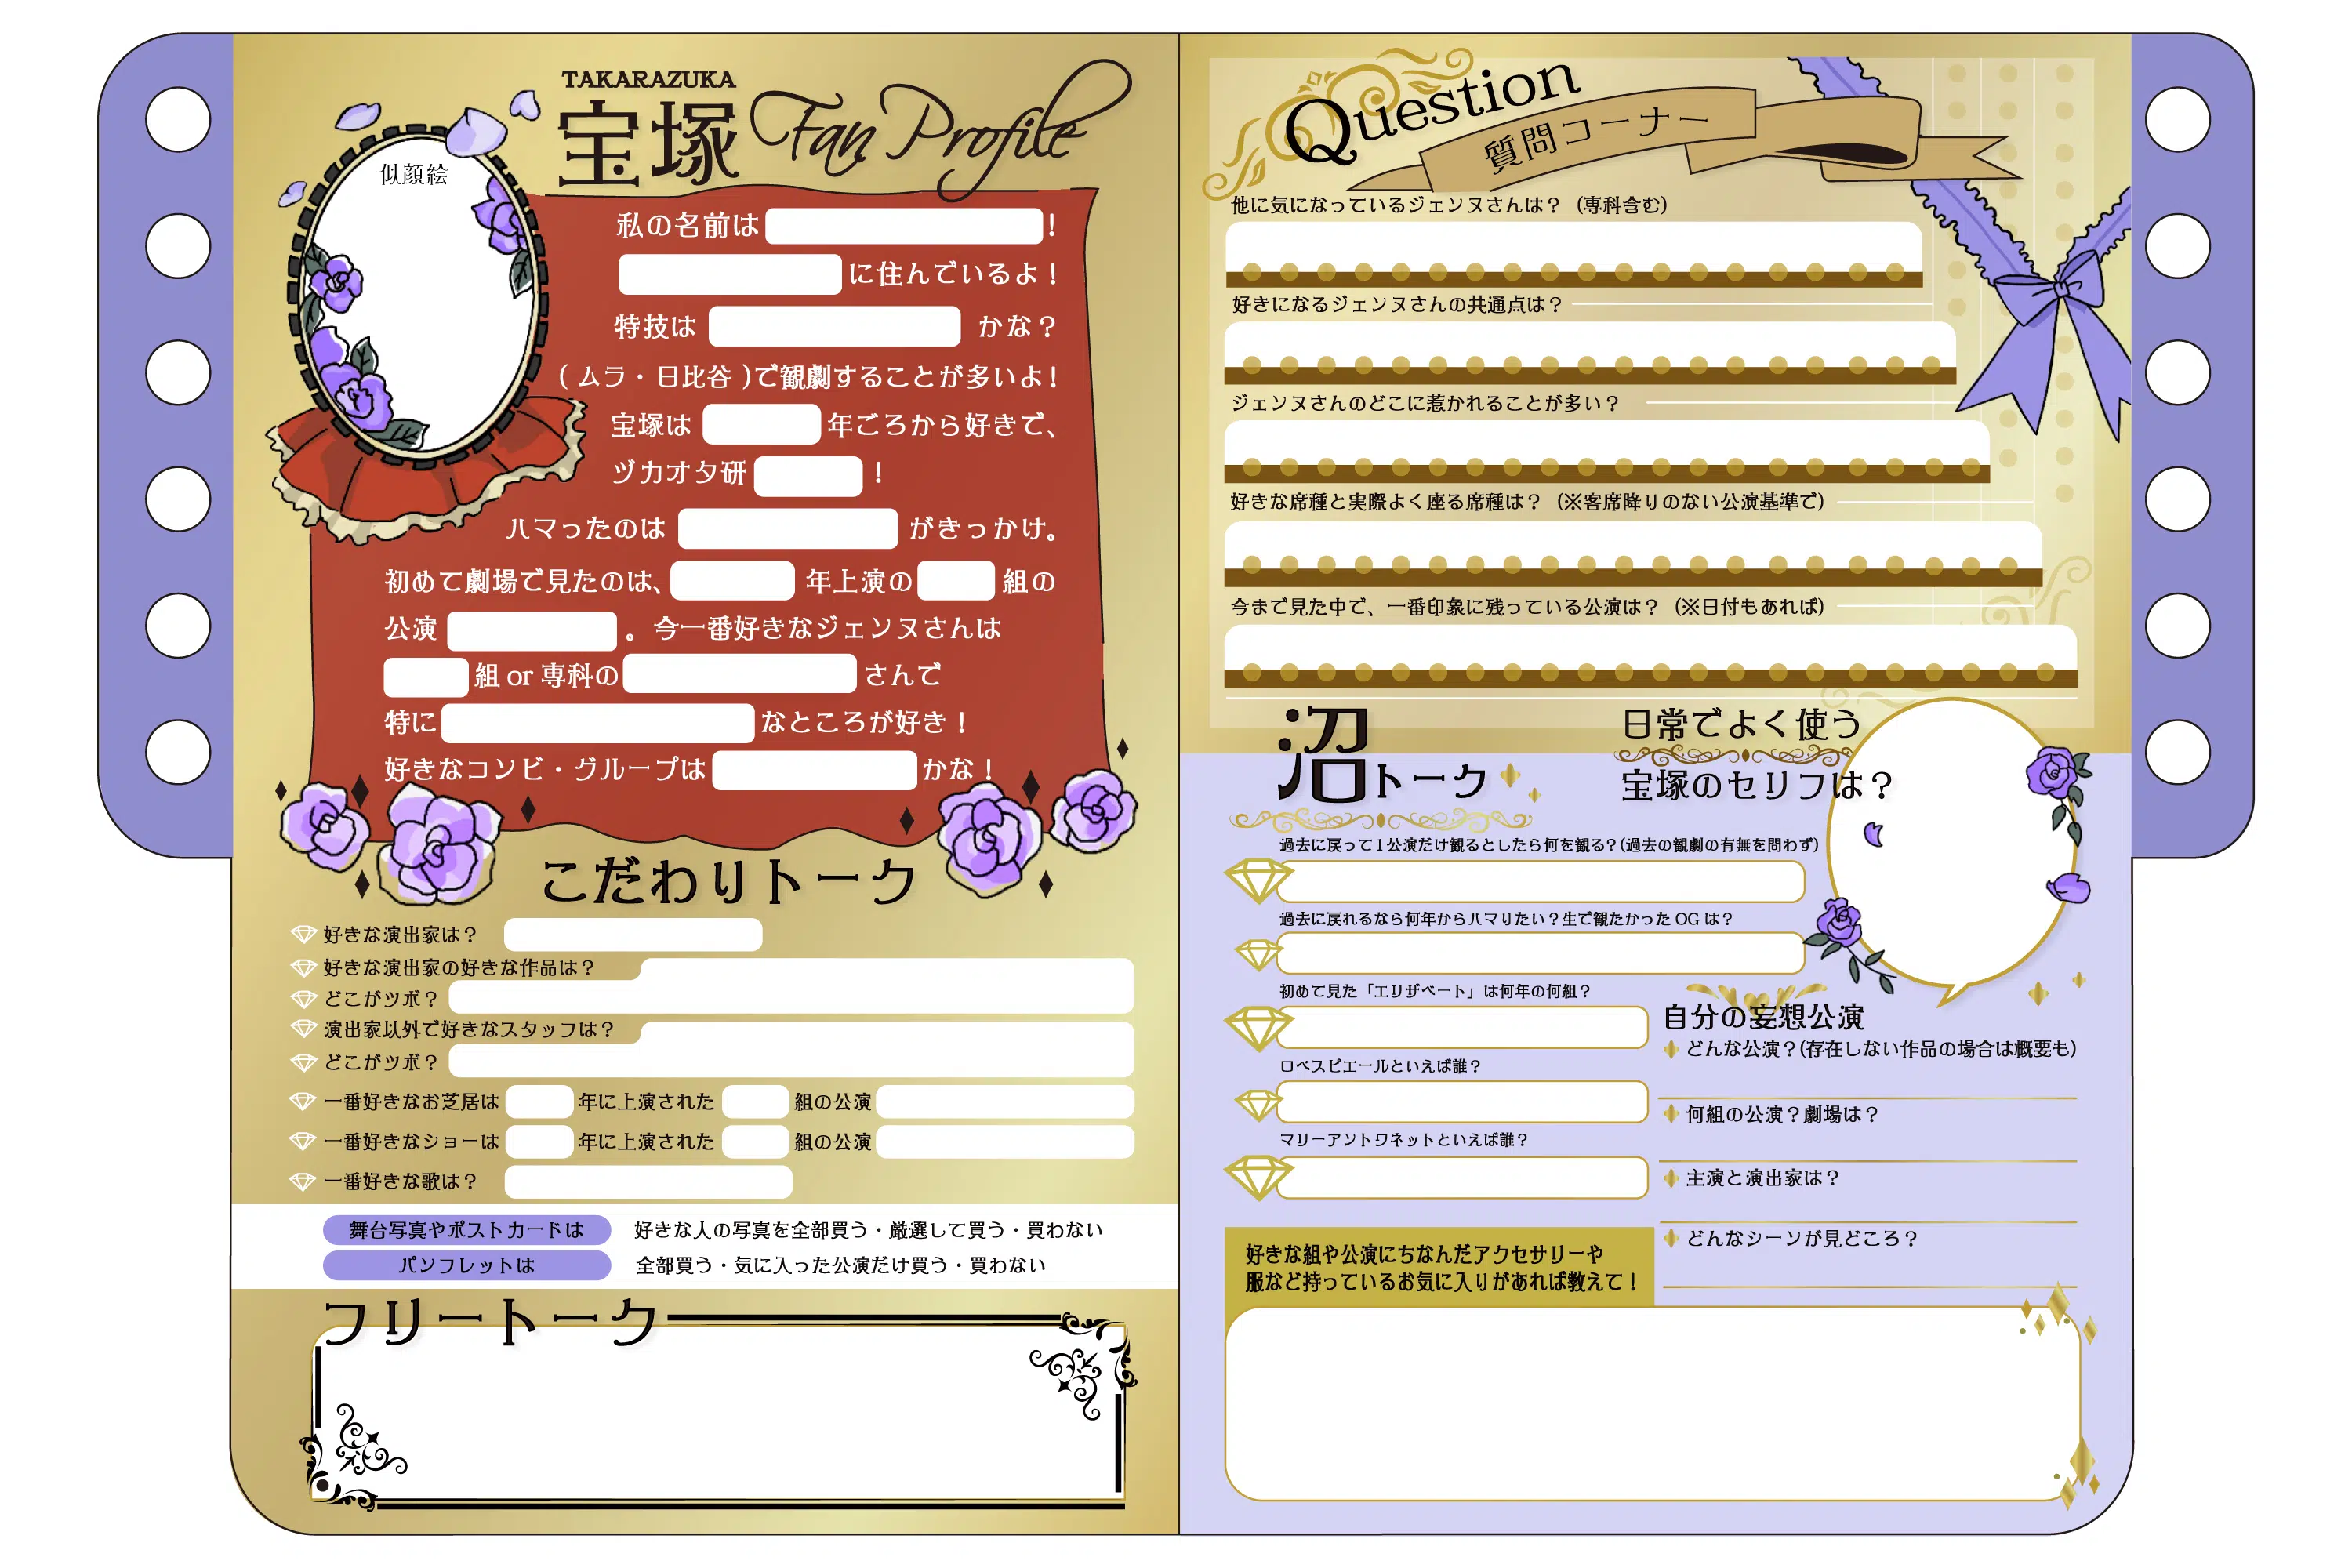 TAKARAZUKA
宝塚 Fan Profile
似顔絵
私の名前は !
に住んでいるよ!
特技は かな?
(ムラ・日比谷)で観劇することが多いよ!
宝塚は 年ごろから好きで、
ヅカオタ研 !
ハマったのは がきっかけ。
初めて劇場で見たのは、 年上演の 組の
公演 。今一番好きなジェンヌさんは
組 or 専科の さんで
特に なところが好き!
好きなコンビ・グループは かな!
こだわりトーク
好きな演出家は?
好きな演出家の好きな作品は?
どこがツボ?
演出家以外で好きなスタッフは?
どこがツボ?
一番好きなお芝居は 年に上演された 組の公演
一番好きなショーは 年に上演された 組の公演
一番好きな歌は?
舞台写真やポストカードは 好きな人の写真を全部買う・厳選して買う・買わない
パンフレットは 全部買う・気に入った公演だけ買う・買わない
フリートーク
Question
質問コーナー
他に気になっているジェンヌさんは?(専科含む)
好きになるジェンヌさんの共通点は?
ジェンヌさんのどこに惹かれることが多い?
好きな席種と実際よく座る席種は?(※客席降りのない公演基準で)
今まで見た中で、一番印象に残っている公演は?(※日付もあれば)
沼トーク
過去に戻って1公演だけ観るとしたら何を観る?(過去の観劇の有無を問わず)
過去に戻れるなら何年からハマりたい?生で観たかったOGは?
初めて見た「エリザベート」は何年の何組?
ロベスピエールといえば誰?
マリーアントワネットといえば誰?
日常でよく使う
宝塚のセリフは?
自分の妄想公演
どんな公演?(存在しない作品の場合は概要も)
何組の公演?劇場は?
主演と演出家は?
どんなシーンが見どころ?
好きな組や公演にちなんだアクセサリーや
服など持っているお気に入りがあれば教えて!